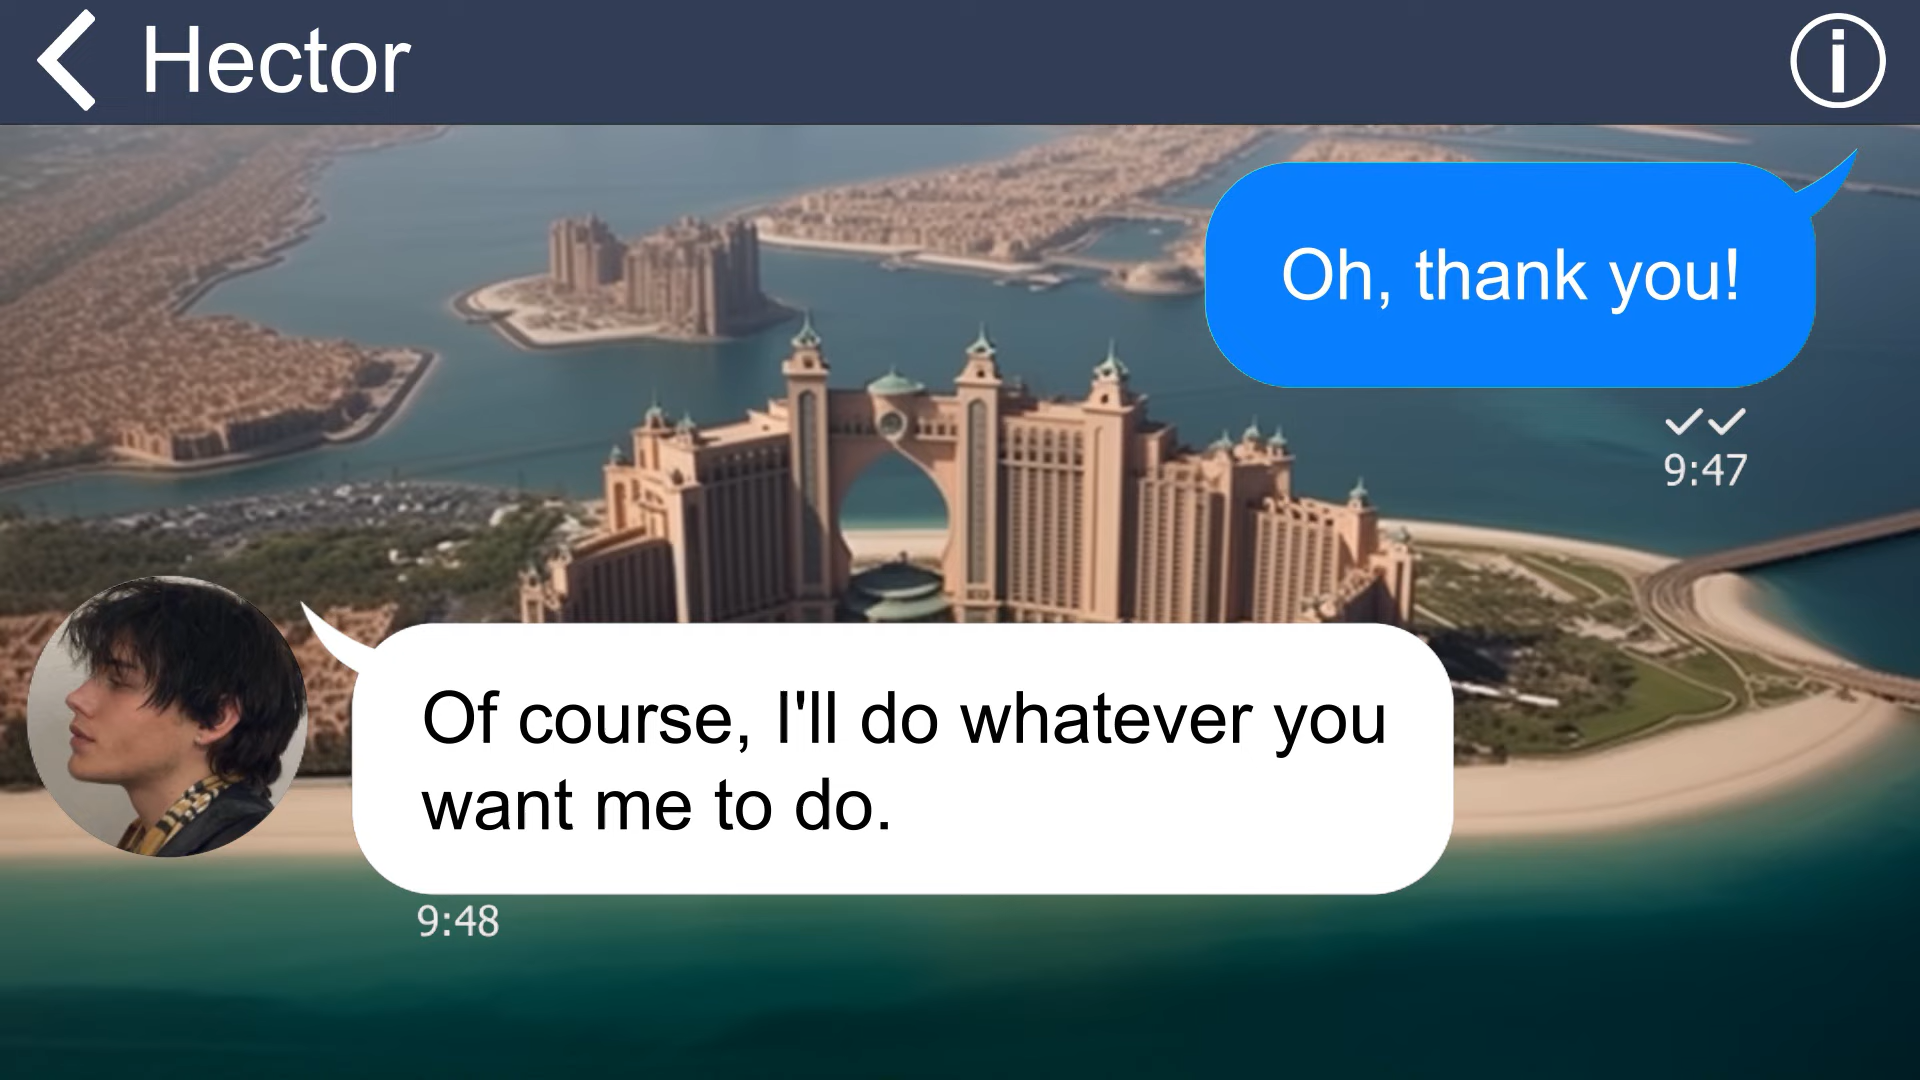 Hector
Oh, thank you!
9:47
Of course, I'll do whatever you
want me to do.
9:48